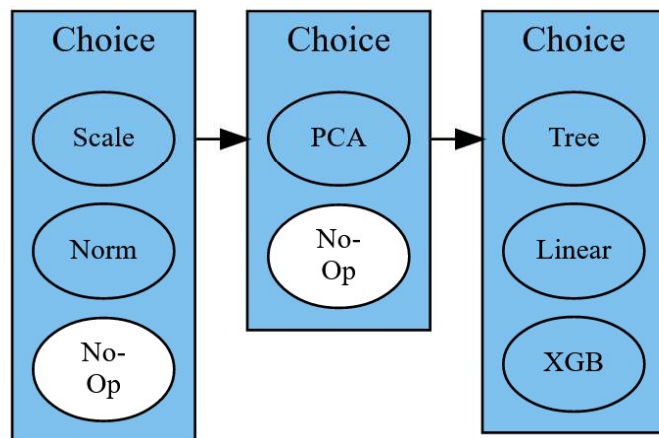 Choice
Scale
Norm
No-
Op
Choice
PCA
No-
Op
Choice
Tree
Linear
XGB